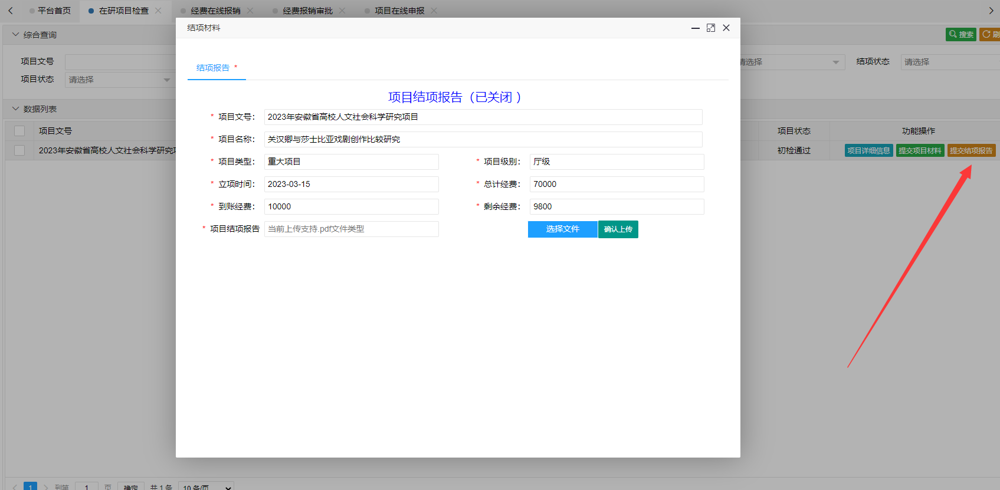 平台首页 在研项目检查 经费在线报销 经费报销审批 项目在线申报
结项材料
综合查询 搜索
项目文号 请选择 结项状态 请选择
结项报告 *
项目状态 请选择
项目结项报告（已关闭 ）
数据列表
* 项目文号： 2023年安徽省高校人文社会科学研究项目
项目文号 项目状态 功能操作
* 项目名称： 关汉卿与莎士比亚戏剧创作比较研究
2023年安徽省高校人文社会科学研究 初检通过 项目详细信息 提交项目材料 提交结项报告
* 项目类型： 重大项目 * 项目级别： 厅级
* 立项时间： 2023-03-15 * 总计经费： 70000
* 到账经费： 10000 * 剩余经费： 9800
* 项目结项报告 当前上传支持.pdf文件类型 选择文件 确认上传
1 到第 1 页 确定 共 1 条 10 条/页